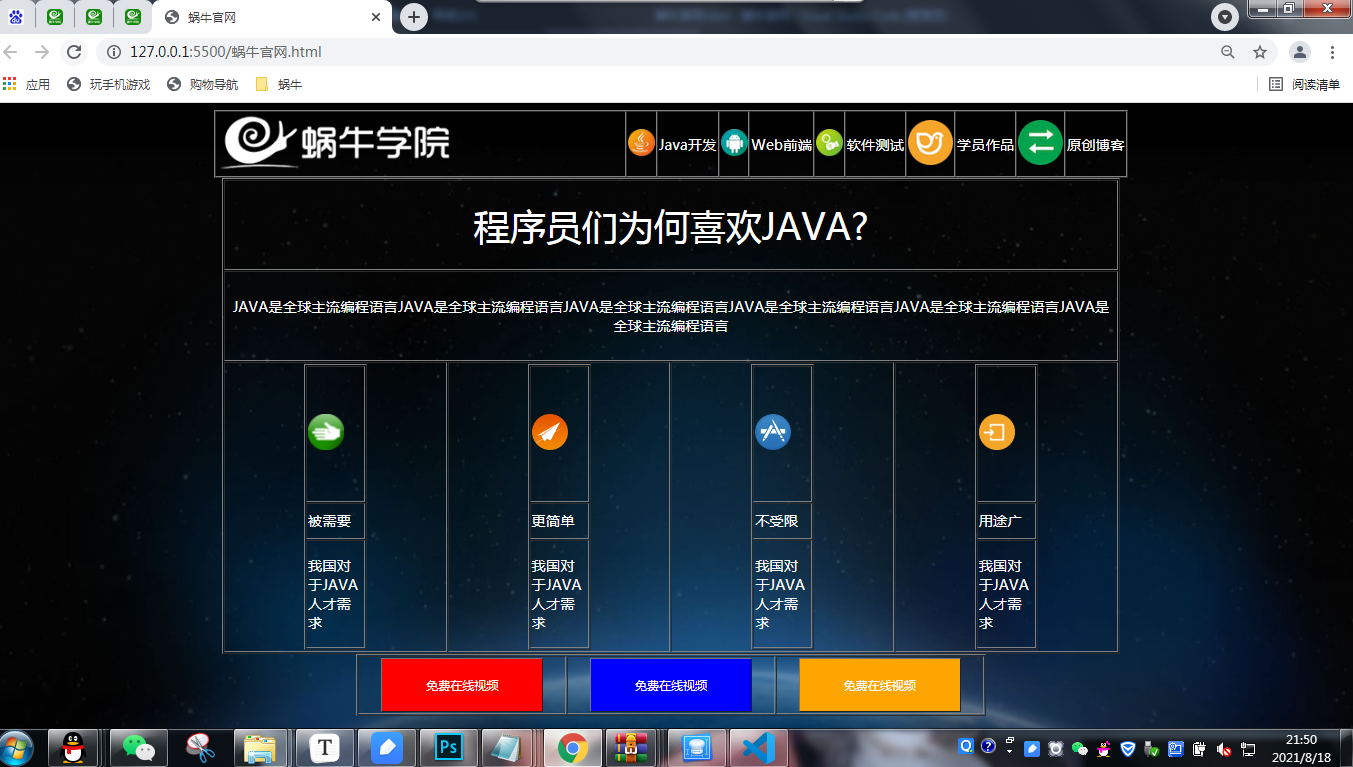 蜗牛官网
127.0.0.1:5500/蜗牛官网.html
应用 玩手机游戏 购物导航 蜗牛 阅读清单
蜗牛学院 Java开发 Web前端 软件测试 学员作品 原创博客
程序员们为何喜欢JAVA?
JAVA是全球主流编程语言JAVA是全球主流编程语言JAVA是全球主流编程语言JAVA是全球主流编程语言JAVA是全球主流编程语言JAVA是
全球主流编程语言
被需要 更简单 不受限 用途广
我国对 我国对 我国对 我国对
于JAVA 于JAVA 于JAVA 于JAVA
人才需 人才需 人才需 人才需
求 求 求 求
免费在线视频 免费在线视频 免费在线视频
T Ps
21:50
2021/8/18